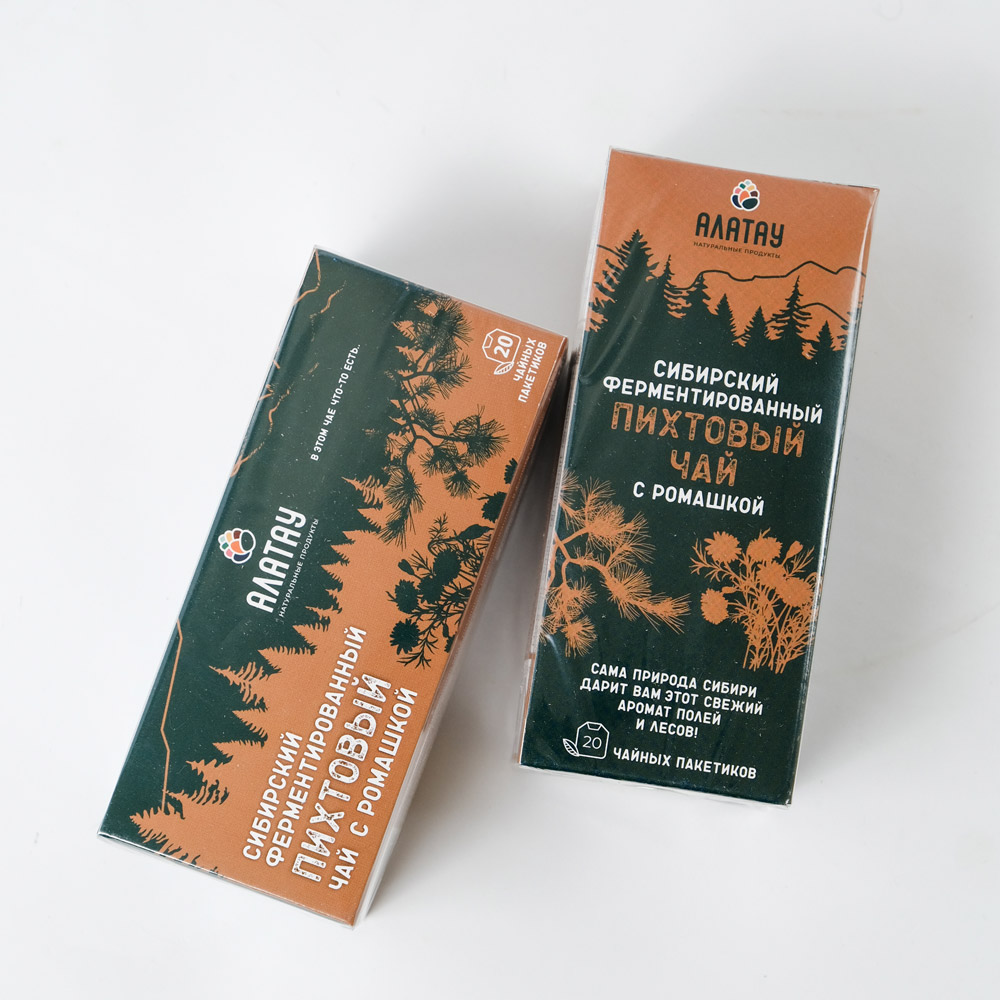 В ЭТОМ ЧАЕ ЧТО-ТО ЕСТЬ..
20
ЧАЙНЫХ
ПАКЕТИКОВ
АЛАТАУ
НАТУРАЛЬНЫЕ ПРОДУКТЫ
СИБИРСКИЙ
ФЕРМЕНТИРОВАННЫЙ
ПИХТОВЫЙ
ЧАЙ С РОМАШКОЙ
АЛАТАУ
НАТУРАЛЬНЫЕ ПРОДУКТЫ
СИБИРСКИЙ
ФЕРМЕНТИРОВАННЫЙ
ПИХТОВЫЙ
ЧАЙ
С РОМАШКОЙ
САМА ПРИРОДА СИБИРИ
ДАРИТ ВАМ ЭТОТ СВЕЖИЙ
АРОМАТ ПОЛЕЙ
И ЛЕСОВ!
20 ЧАЙНЫХ ПАКЕТИКОВ